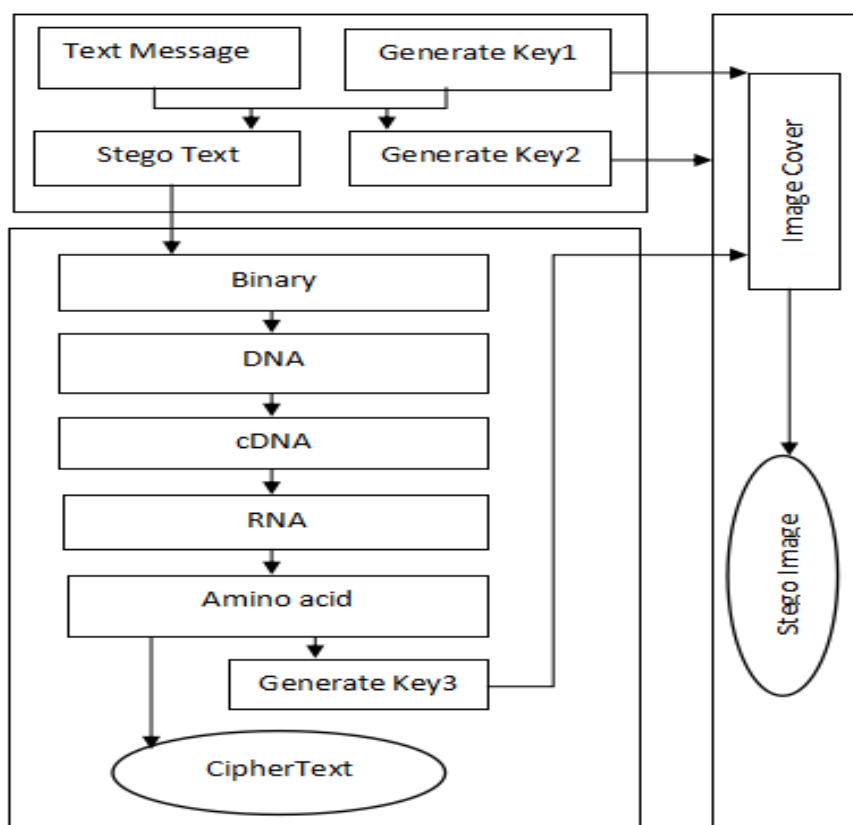 Text Message
Generate Key1
Stego Text
Generate Key2
Image Cover
Binary
DNA
cDNA
RNA
Amino acid
Generate Key3
CipherText
Stego Image